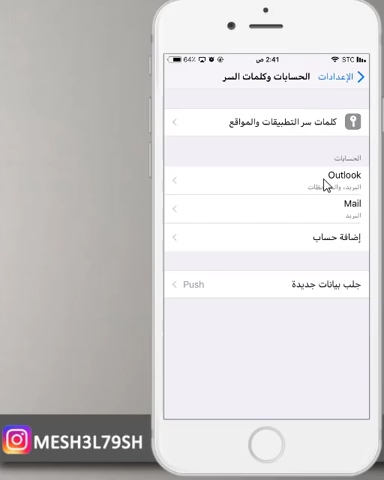 64% 2:41 ص STC
الإعدادات الحسابات وكلمات السر
كلمات سر التطبيقات والمواقع
الحسابات
Outlook
البريد،
Mail
البريد
إضافة حساب
جلب بيانات جديدة Push
MESH3L79SH